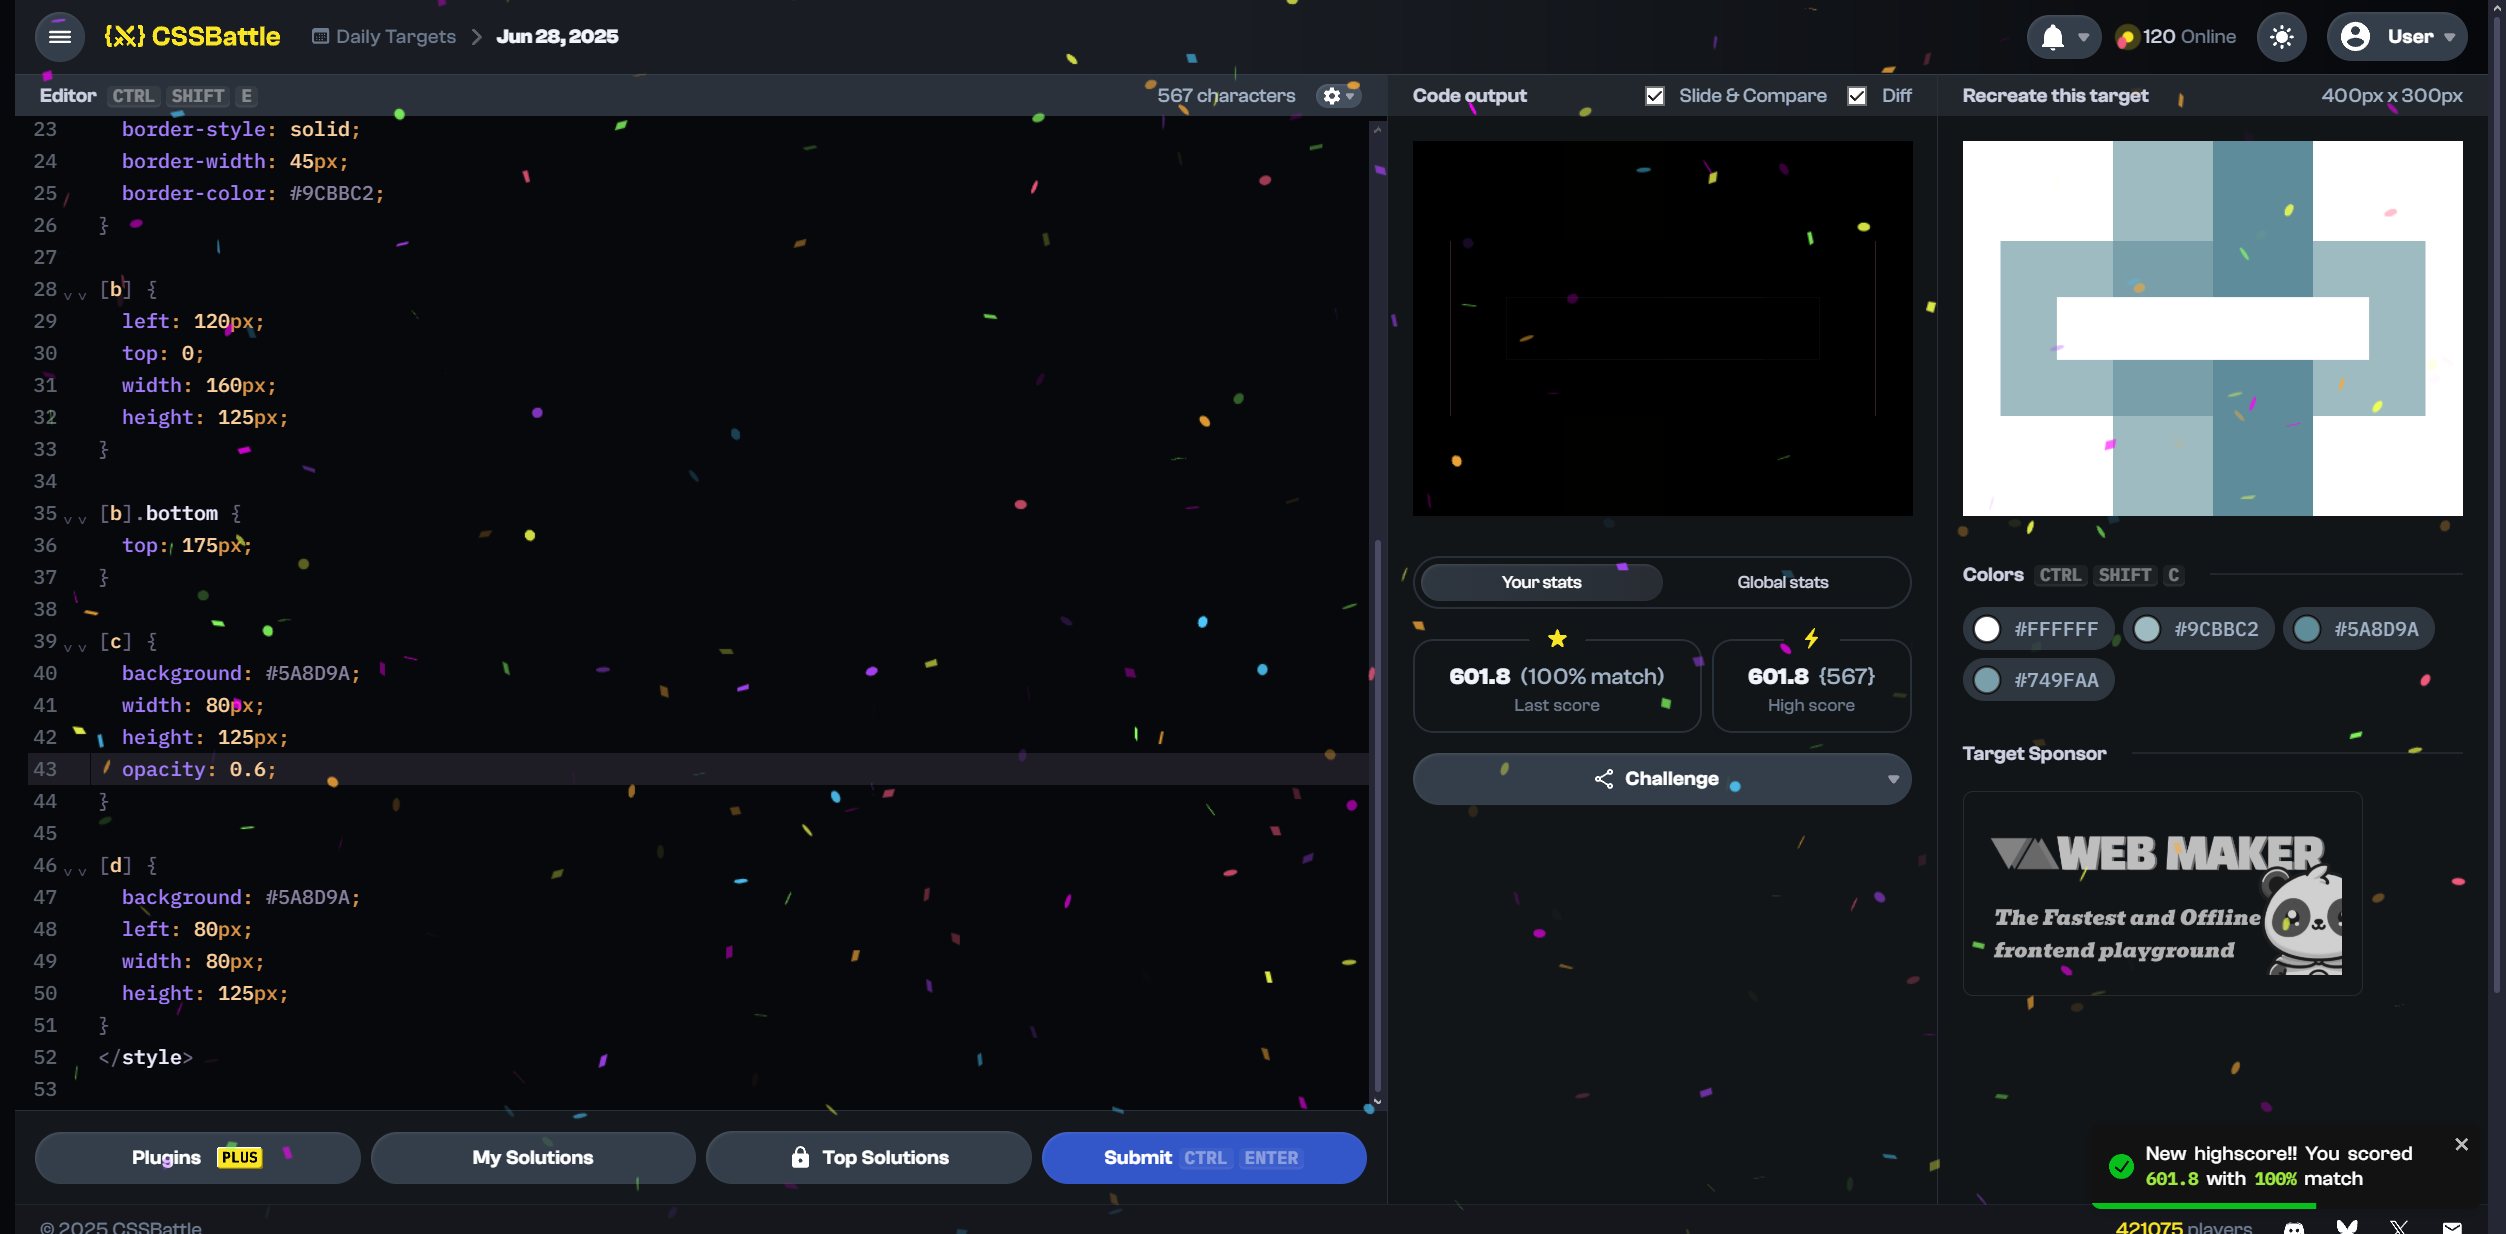 {X} CSSBattle
Daily Targets > Jun 28, 2025
120 Online
User
Editor CTRL SHIFT E
567 characters
23 border-style: solid;
24 border-width: 45px;
25 border-color: #9CBBC2;
26 }
27
28 [b] {
29 left: 120px;
30 top: 0;
31 width: 160px;
32 height: 125px;
33 }
34
35 [b].bottom {
36 top: 175px;
37 }
38
39 [c] {
40 background: #5A8D9A;
41 width: 80px;
42 height: 125px;
43 opacity: 0.6;
44 }
45
46 [d] {
47 background: #5A8D9A;
48 left: 80px;
49 width: 80px;
50 height: 125px;
51 }
52 </style>
53
Plugins PLUS
My Solutions
Top Solutions
Submit CTRL ENTER
Code output
Slide & Compare
Diff
Your stats
Global stats
601.8 (100% match)
Last score
601.8 {567}
High score
Challenge
Recreate this target
400px x 300px
Colors CTRL SHIFT C
#FFFFFF
#9CBBC2
#5A8D9A
#749FAA
Target Sponsor
WEB MAKER
The Fastest and Offline
frontend playground
New highscore!! You scored
601.8 with 100% match
© 2025 CSSBattle
421075 players